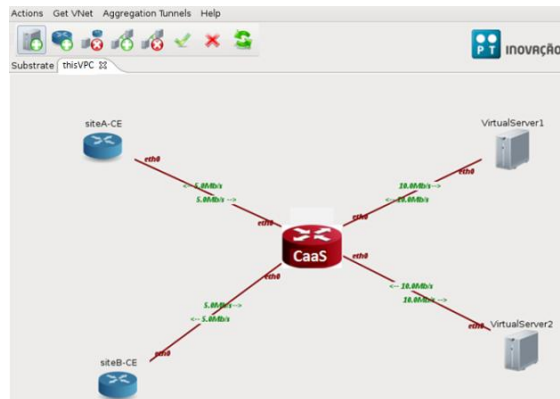 Actions Get VNet Aggregation Tunnels Help
PT INOVAÇÃO
Substrate thisVPC
siteA-CE
VirtualServer1
eth0
eth0
<-- 5.0Mb/s
5.0Mb/s -->
10.0Mb/s -->
<-- 10.0Mb/s
eth0
eth0
CaaS
eth0
eth0
5.0Mb/s -->
<-- 5.0Mb/s
<-- 10.0Mb/s
10.0Mb/s -->
eth0
eth0
VirtualServer2
siteB-CE